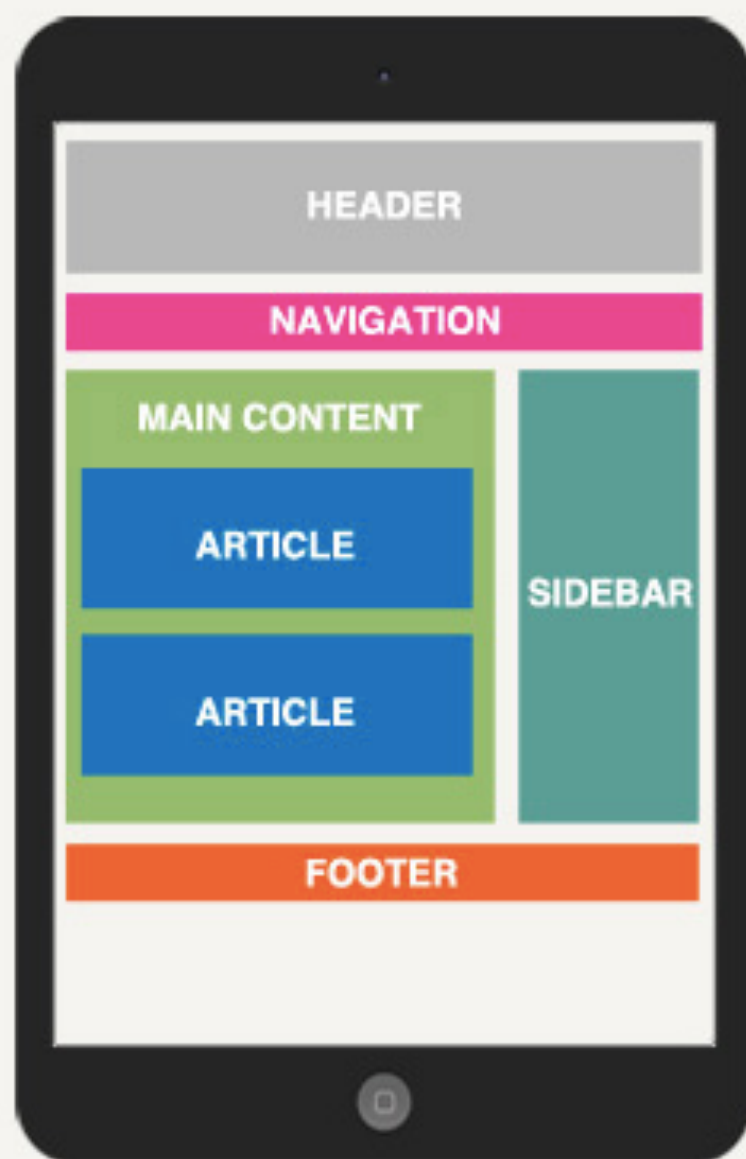 HEADER
NAVIGATION
MAIN CONTENT
ARTICLE
ARTICLE
SIDEBAR
FOOTER